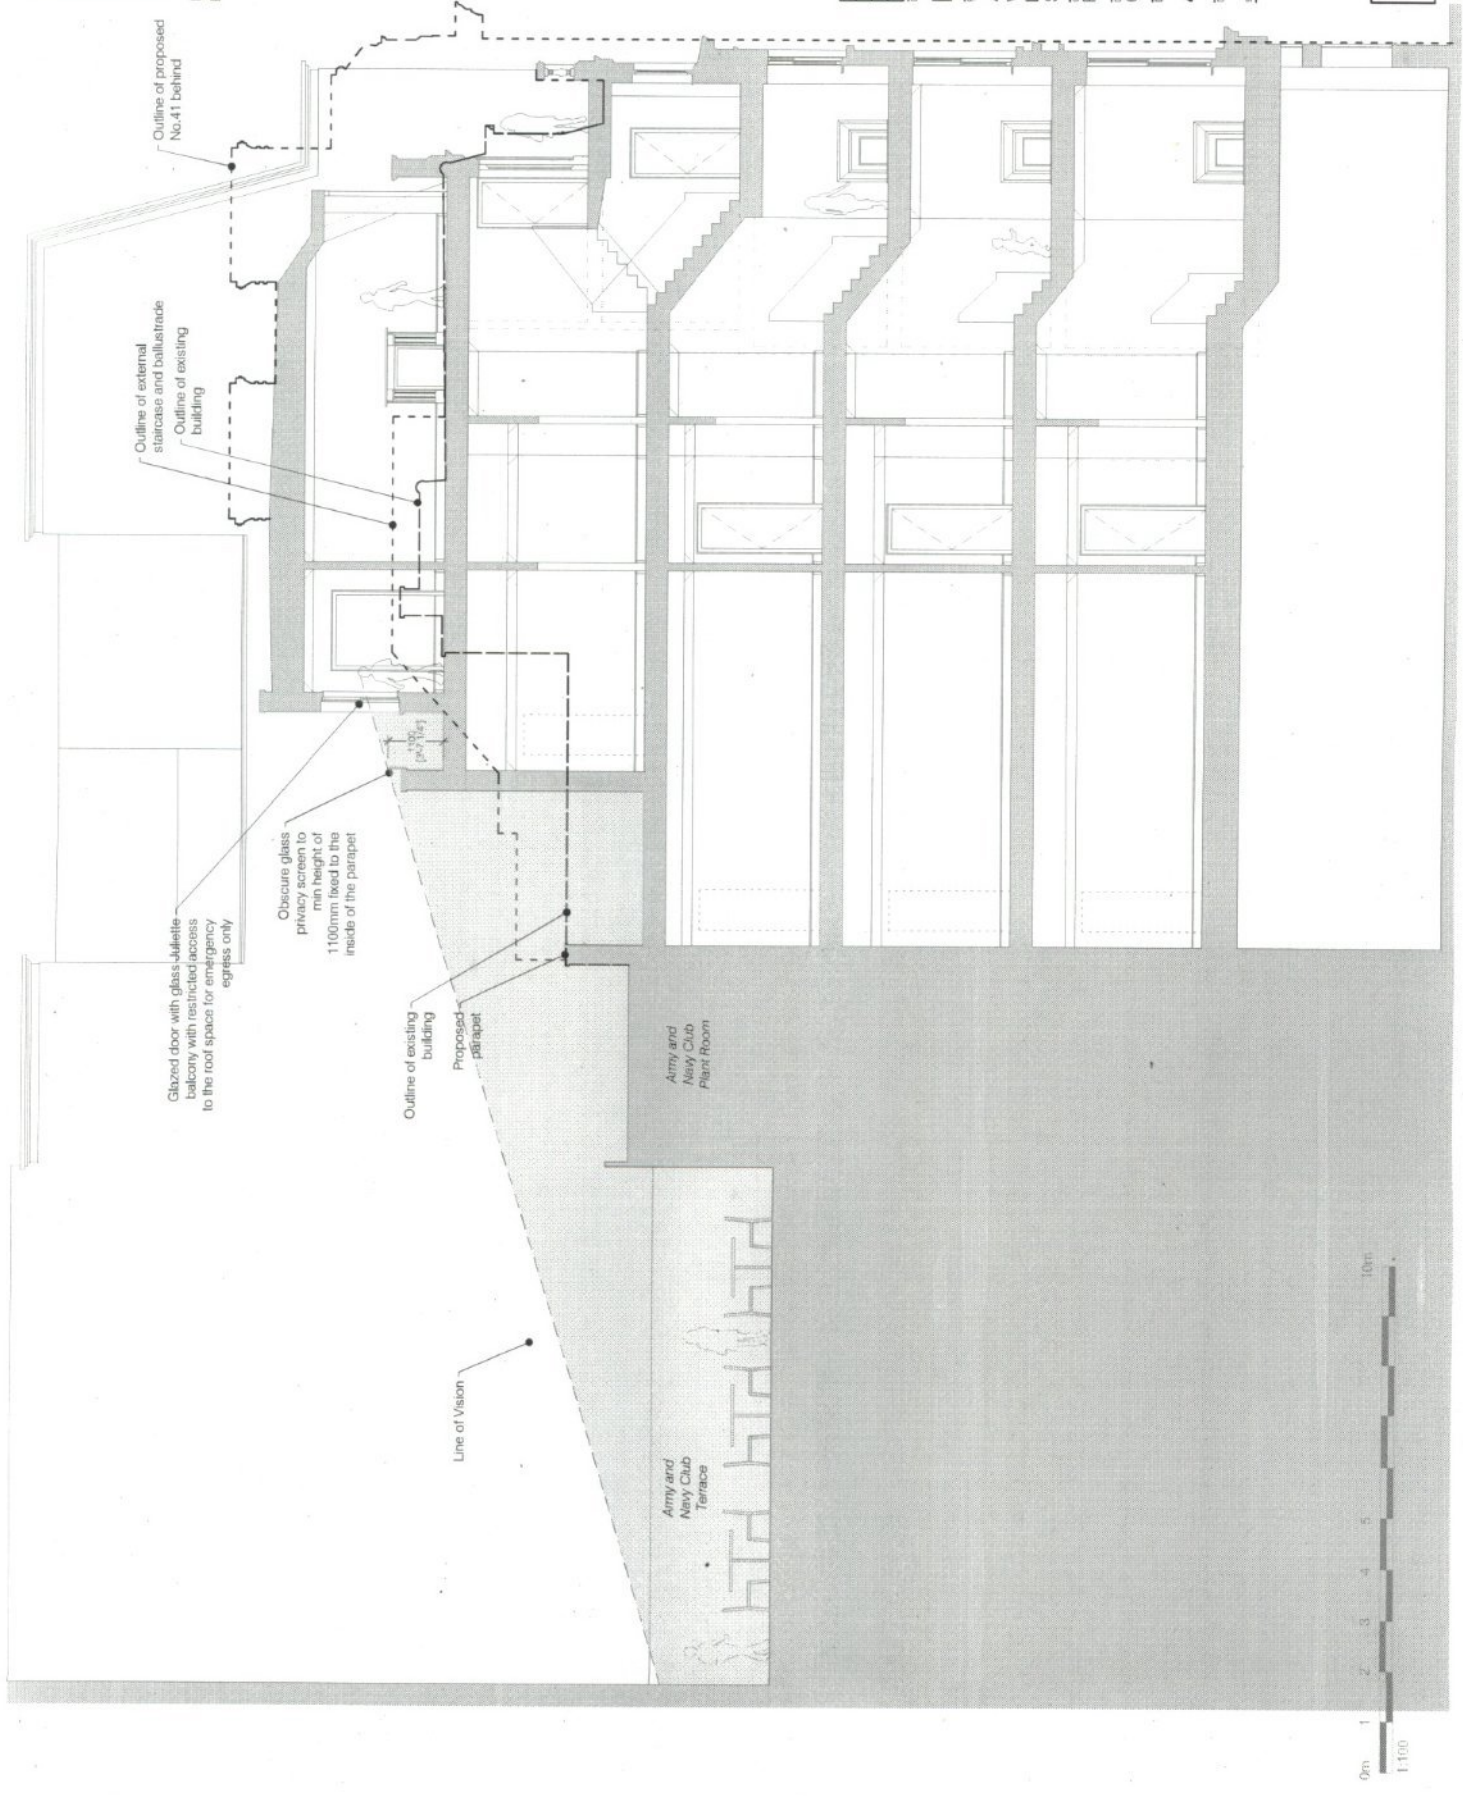 Outline of proposed
No.41 behind
Outline of external
staircase and ballustrade
Outline of existing
building
Glazed door with glass Juliette
balcony with restricted access
to the roof space for emergency
egress only
Obscure glass
privacy screen to
min height of
1100mm fixed to the
inside of the parapet
1100
[3'-7 1/4"]
Outline of existing
building
Proposed
parapet
Army and
Navy Club
Plant Room
Line of Vision
Army and
Navy Club
Terrace
0m 1 2 3 4 5 10m
1:100